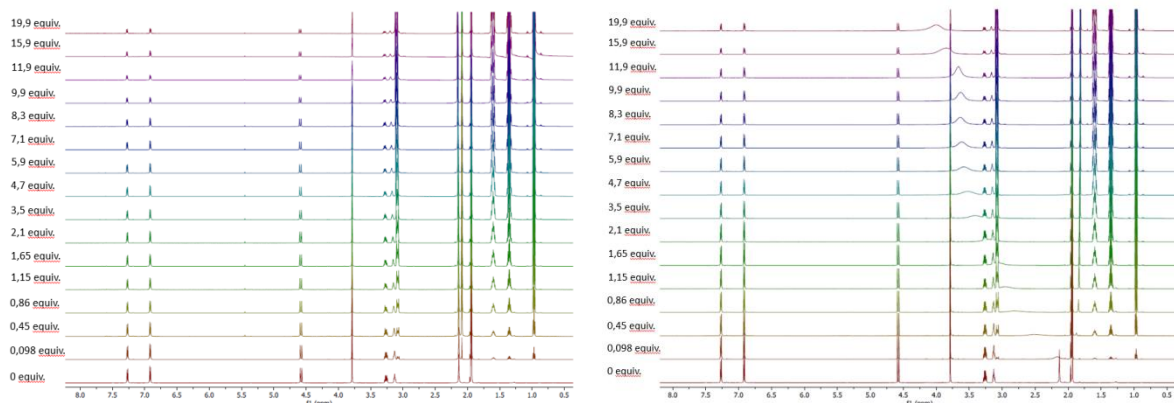 19,9 equiv.
15,9 equiv.
11,9 equiv.
9,9 equiv.
8,3 equiv.
7,1 equiv.
5,9 equiv.
4,7 equiv.
3,5 equiv.
2,1 equiv.
1,65 equiv.
1,15 equiv.
0,86 equiv.
0,45 equiv.
0,098 equiv.
0 equiv.
8.0 7.5 7.0 6.5 6.0 5.5 5.0 4.5 4.0 3.5 3.0 2.5 2.0 1.5 1.0 0.5
19,9 equiv.
15,9 equiv.
11,9 equiv.
9,9 equiv.
8,3 equiv.
7,1 equiv.
5,9 equiv.
4,7 equiv.
3,5 equiv.
2,1 equiv.
1,65 equiv.
1,15 equiv.
0,86 equiv.
0,45 equiv.
0,098 equiv.
0 equiv.
8.0 7.5 7.0 6.5 6.0 5.5 5.0 4.5 4.0 3.5 3.0 2.5 2.0 1.5 1.0